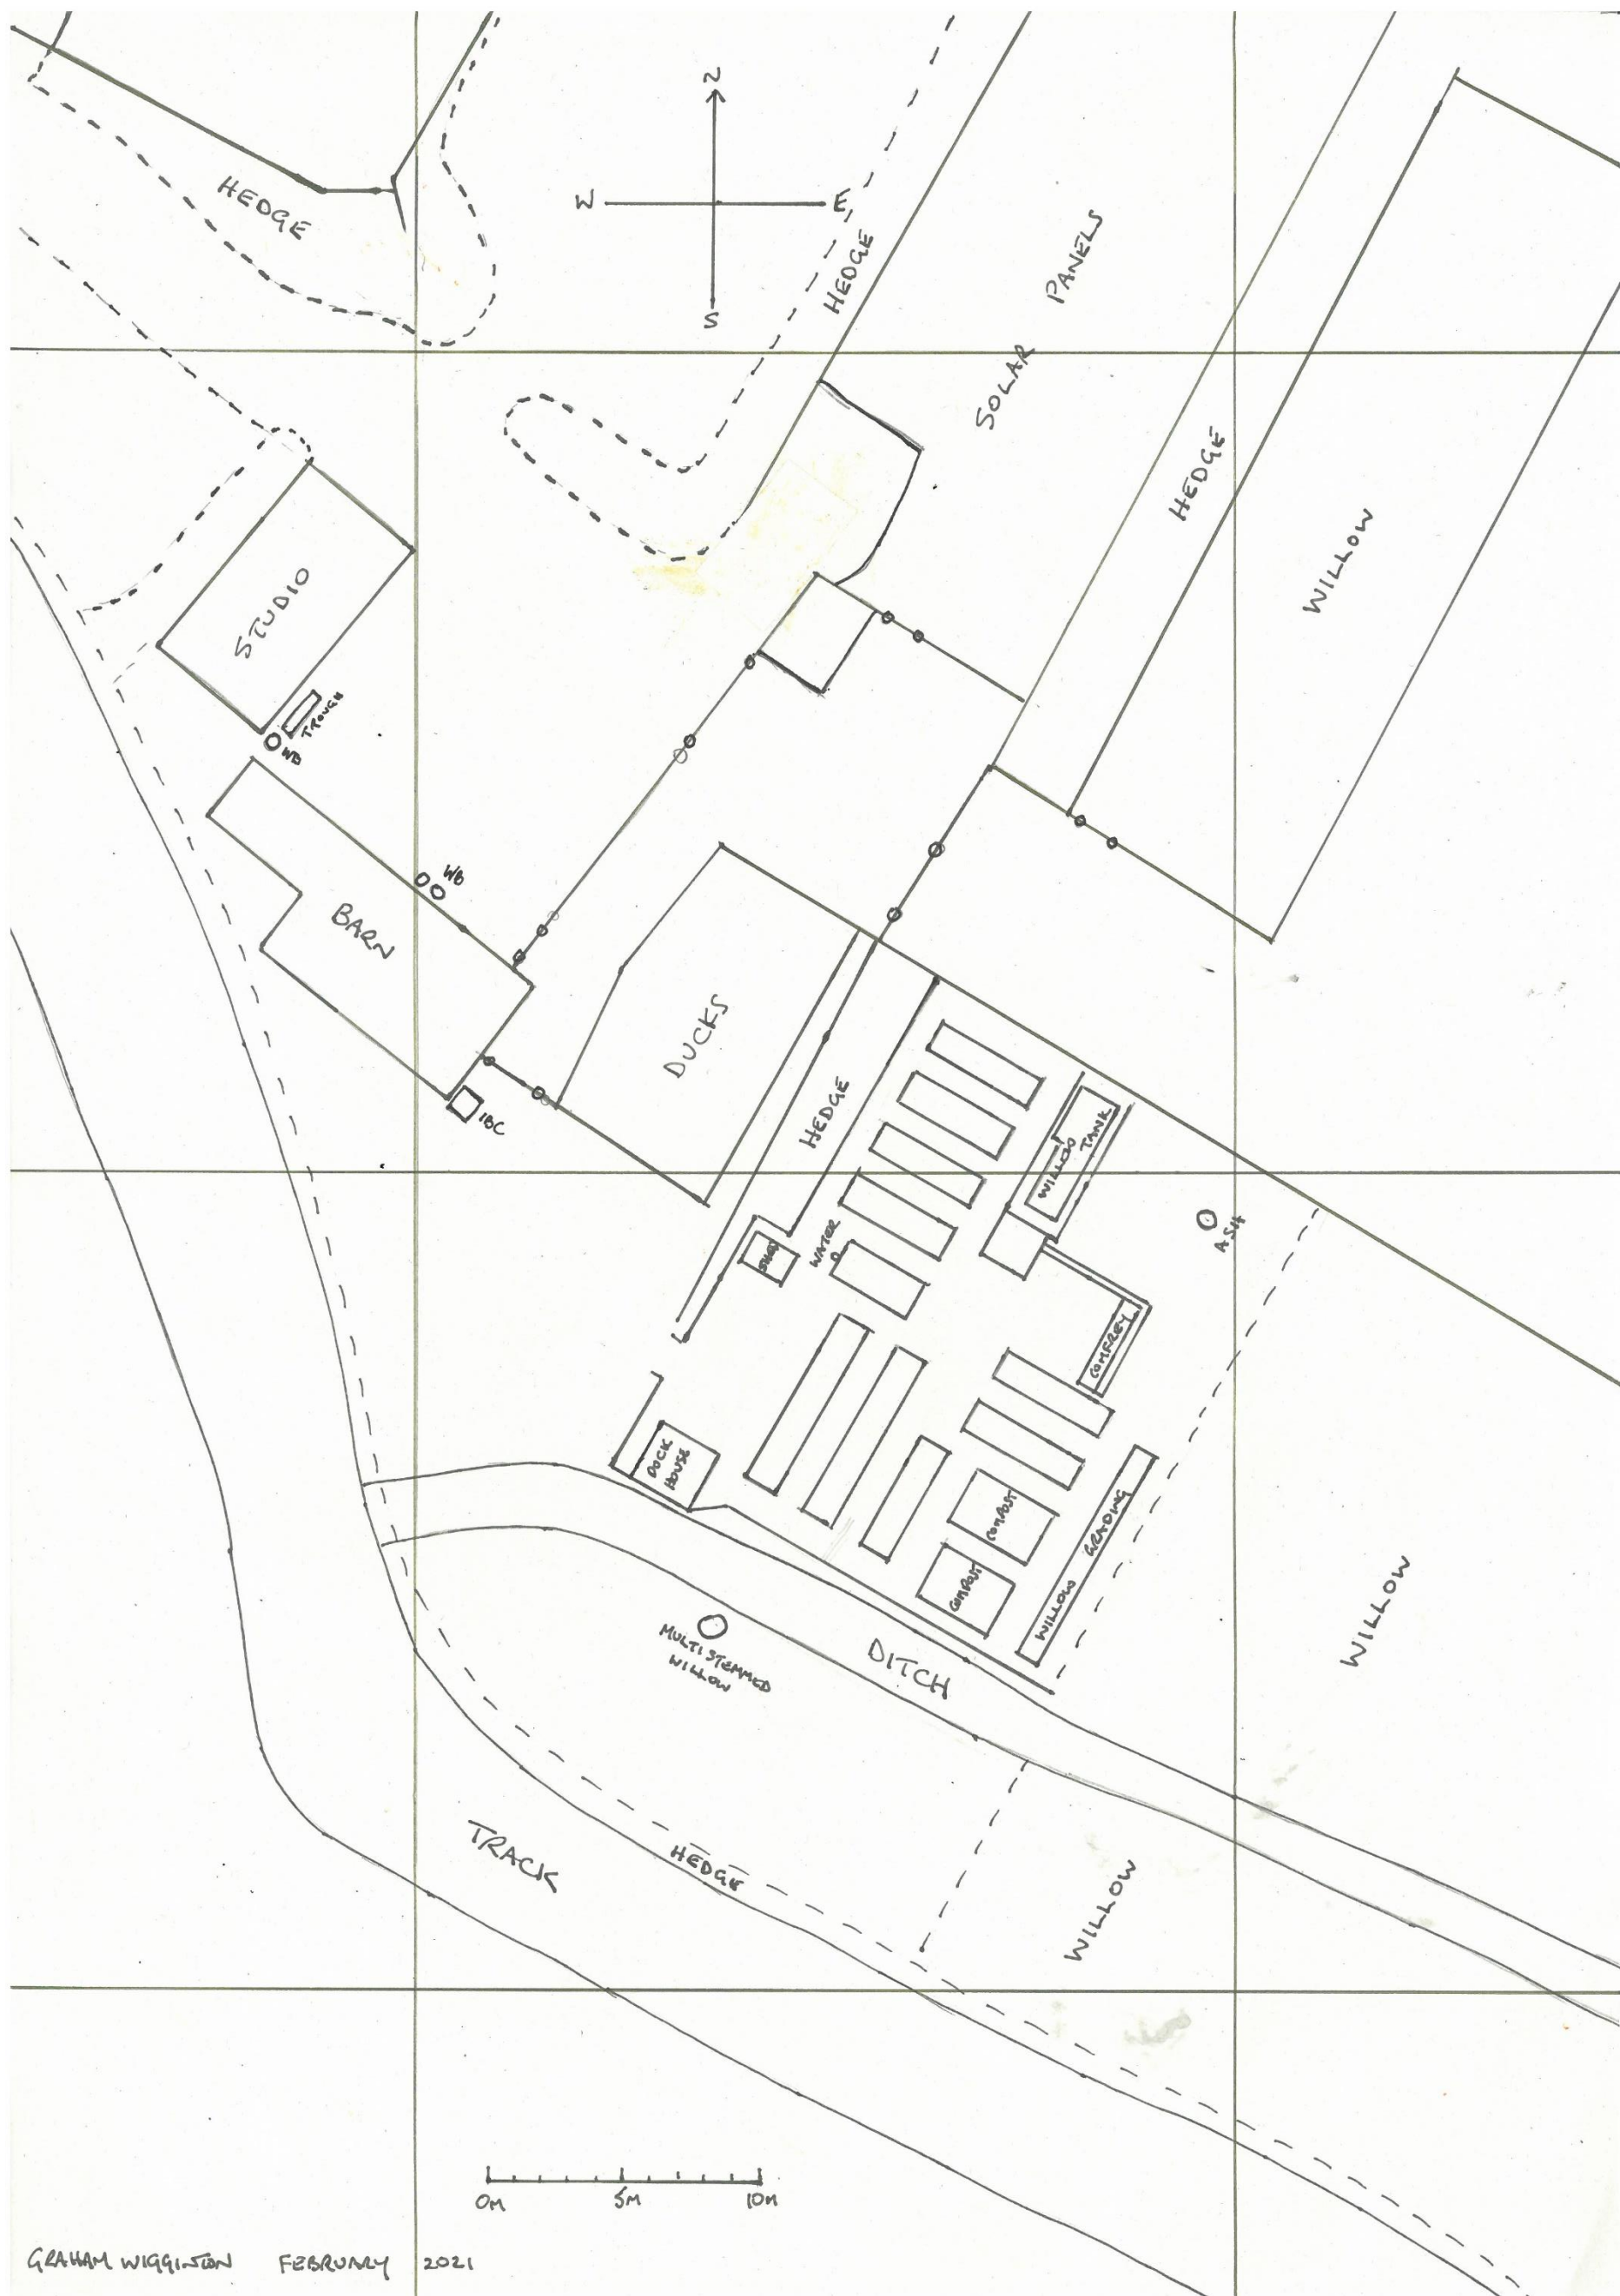 N
W
E
S
HEDGE
HEDGE
SOLAR PANELS
HEDGE
WILLOW
STUDIO
TROUGH
WB
WB
BARN
IBC
DUCKS
HEDGE
WILLOW
TANK
ASH
SHED
WATER
COMFREY
DUCK
HOUSE
COMPOST
COMPOST
WILLOW GRADING
WILLOW
MULTISTEMMED
WILLOW
DITCH
TRACK
HEDGE
WILLOW
0M
5M
10M
GRAHAM WIGGINTON FEBRUARY 2021